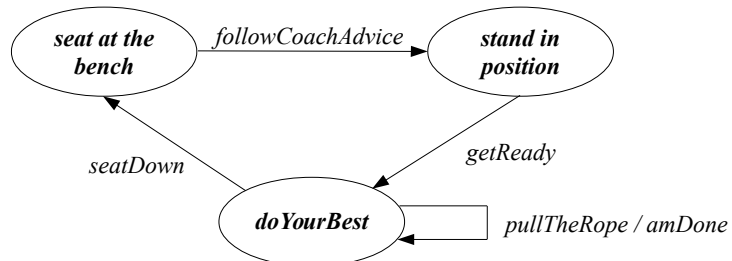 seat at the
bench
followCoachAdvice
stand in
position
seatDown
getReady
doYourBest
pullTheRope / amDone